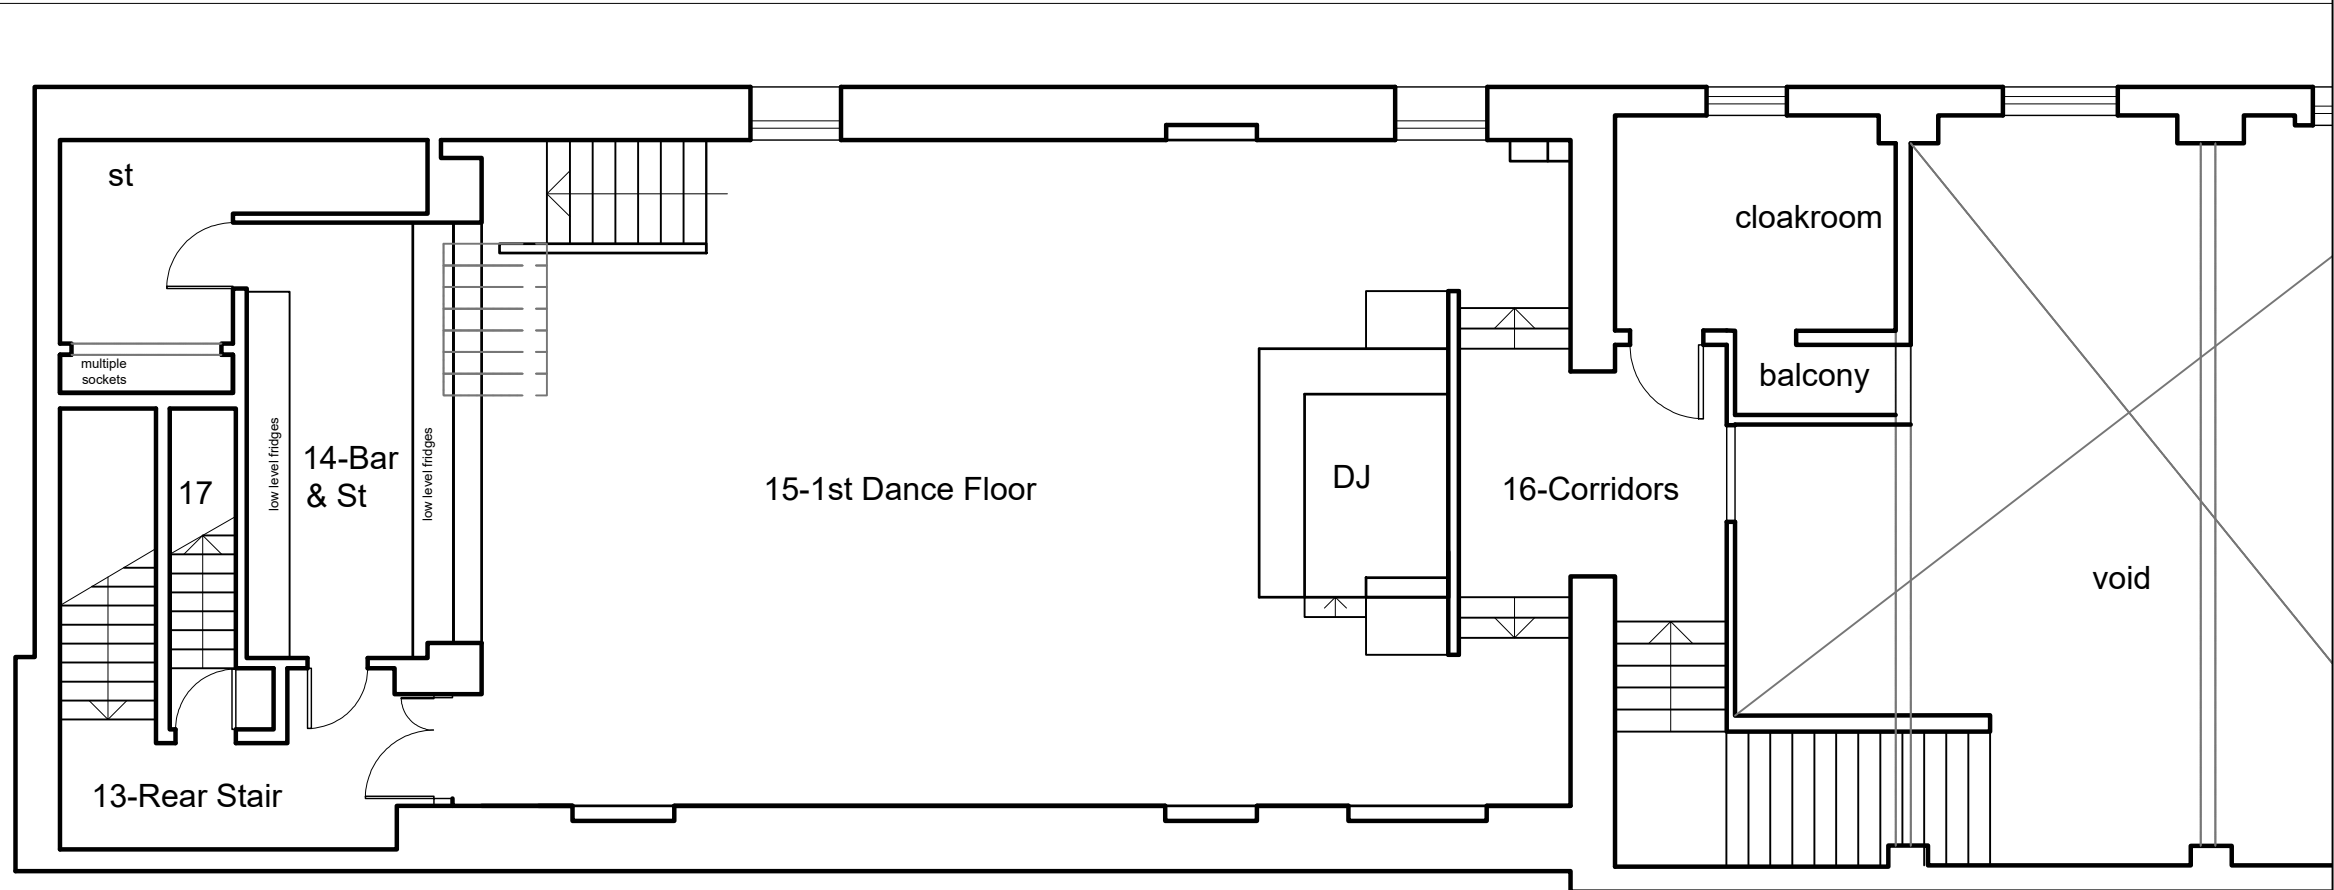 st
cloakroom
multiple
sockets
balcony
low level fridges
14-Bar
& St
low level fridges
17
15-1st Dance Floor
DJ
16-Corridors
void
13-Rear Stair